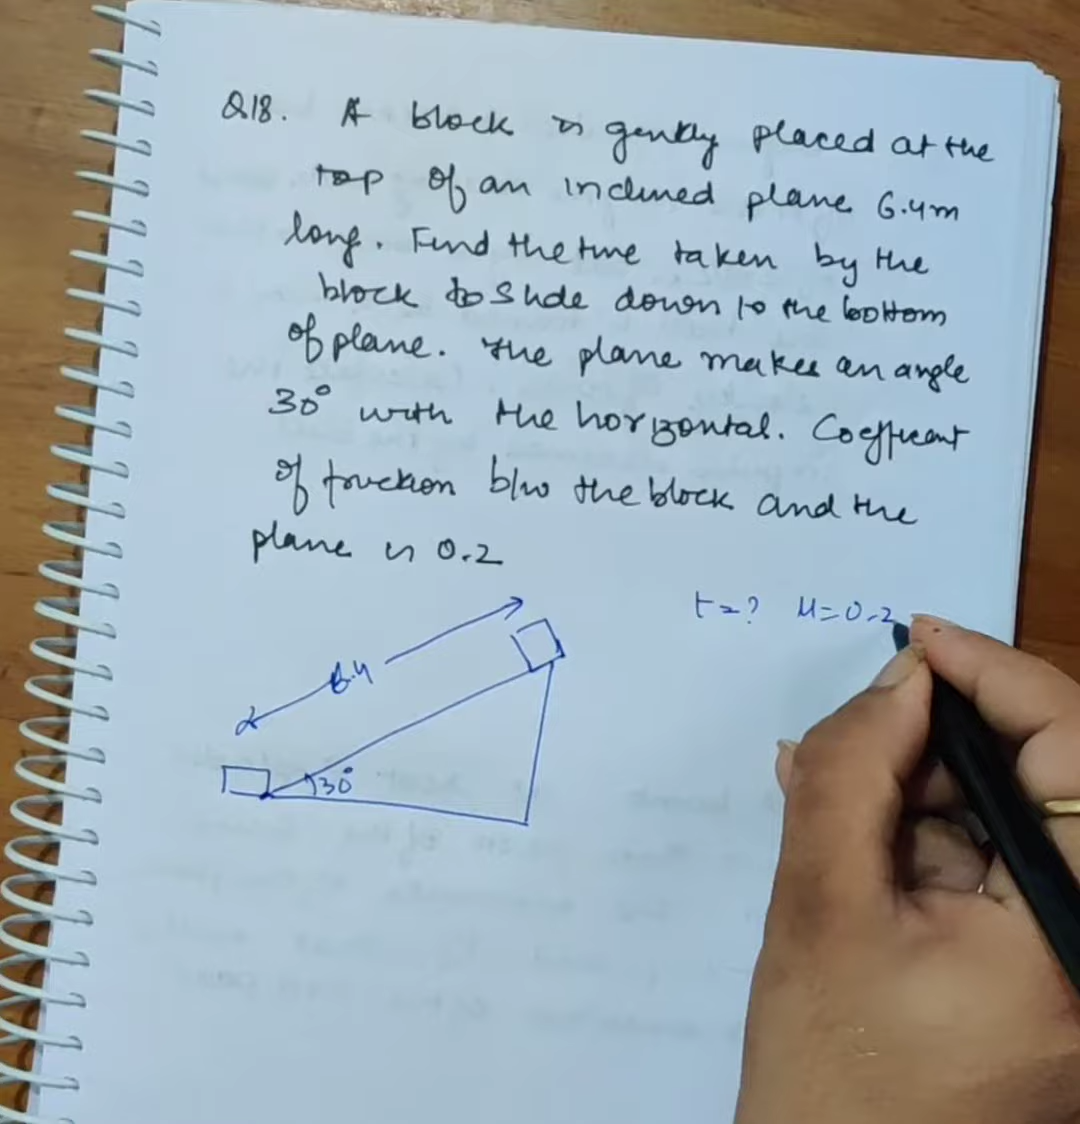 Q18. A block is gently placed at the
top of an inclined plane 6.4m
long. Find the time taken by the
block to slide down to the bottom
of plane. The plane makes an angle
30° with the horizontal. Coefficient
of friction b/w the block and the
plane is 0.2
t=? μ=0.2
6.4
30°